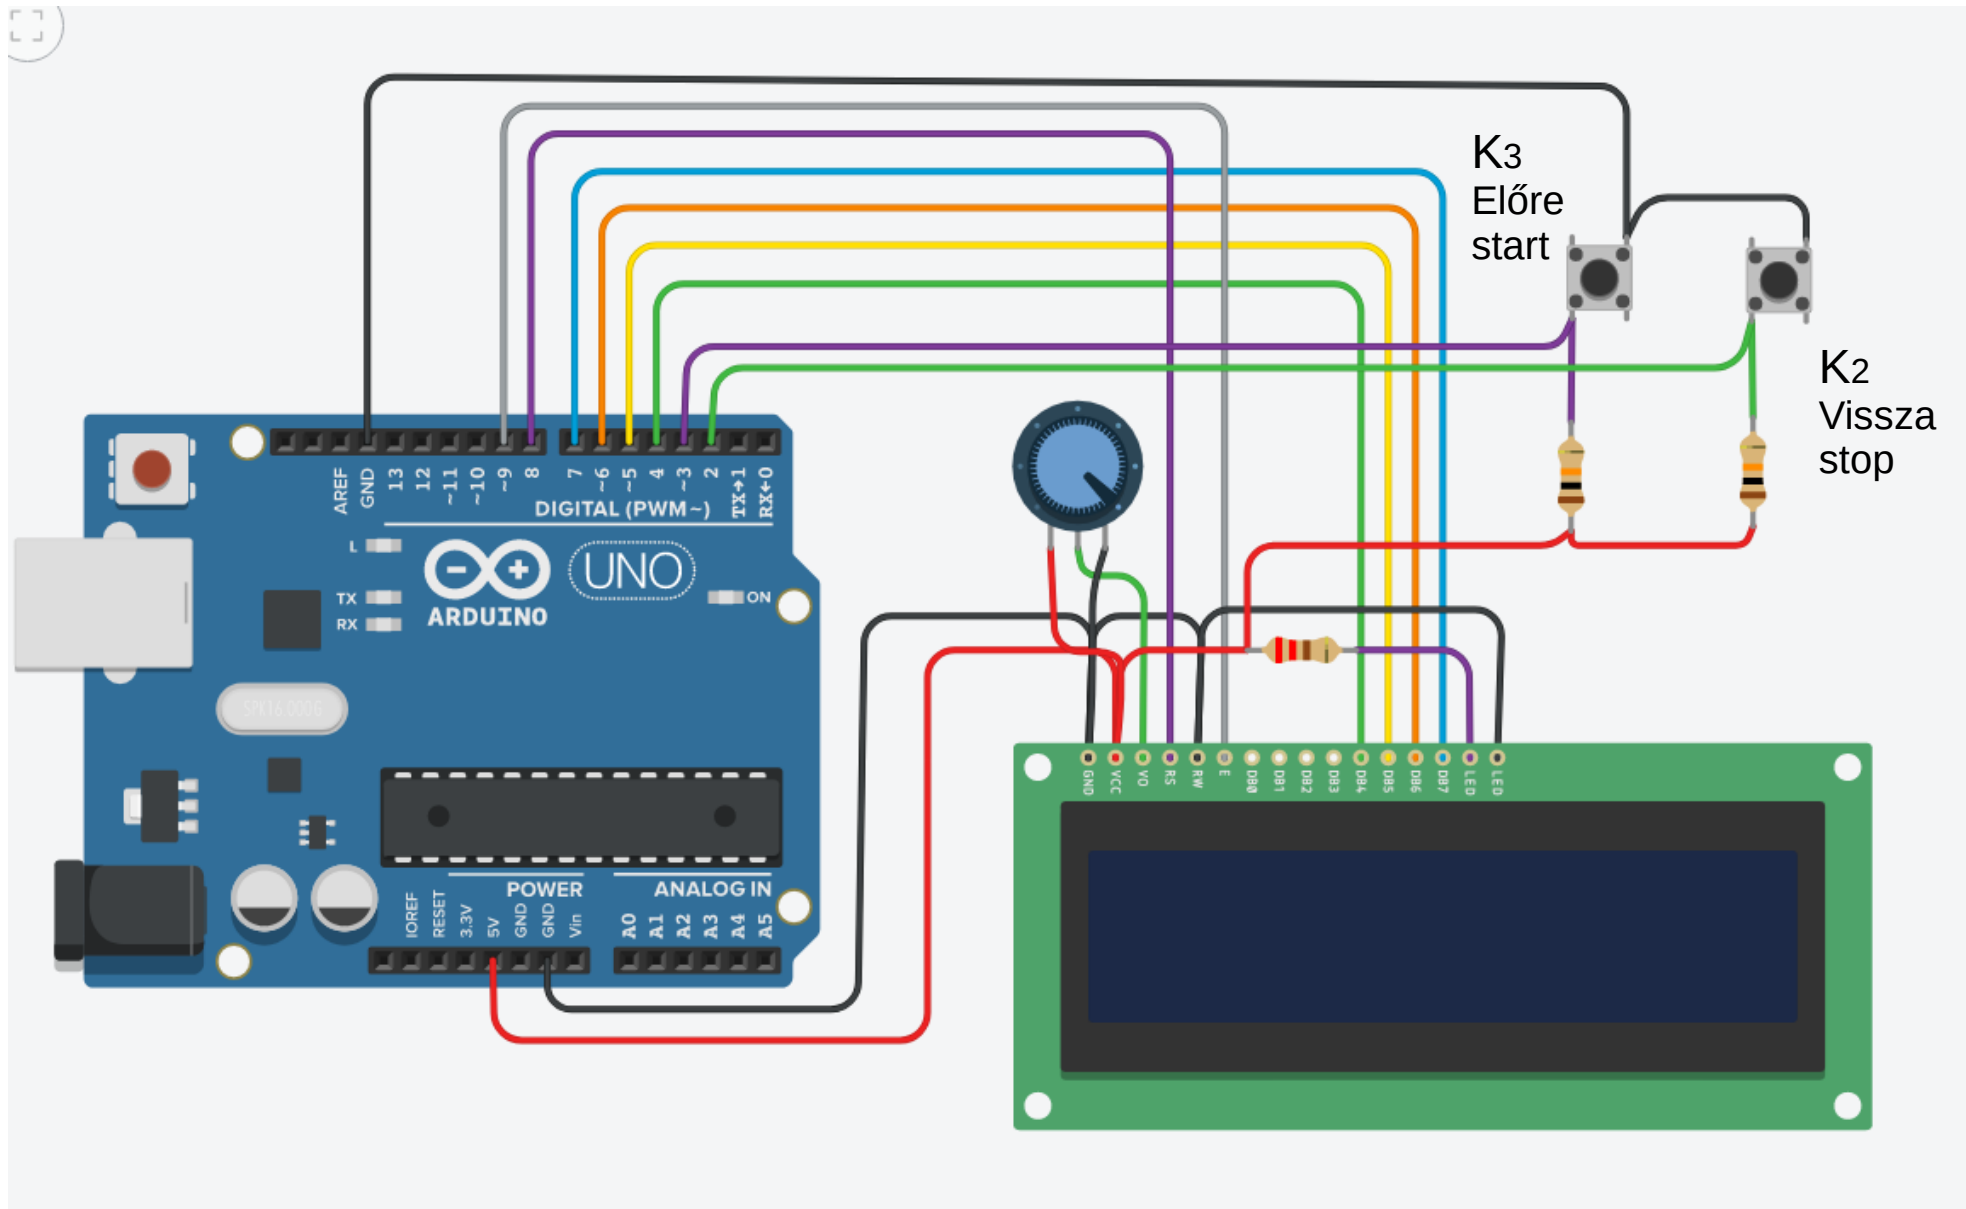 K3
Előre
start
K2
Vissza
stop
AREF
GND
13
12
~11
~10
~9
8
7
~6
~5
4
~3
2
TX→1
RX←0
DIGITAL (PWM~)
L
TX
RX
ARDUINO
UNO
ON
SPK16.000G
POWER
ANALOG IN
IOREF
RESET
3.3V
5V
GND
GND
Vin
A0
A1
A2
A3
A4
A5
GND
VCC
V0
RS
RW
E
DB0
DB1
DB2
DB3
DB4
DB5
DB6
DB7
LED
LED